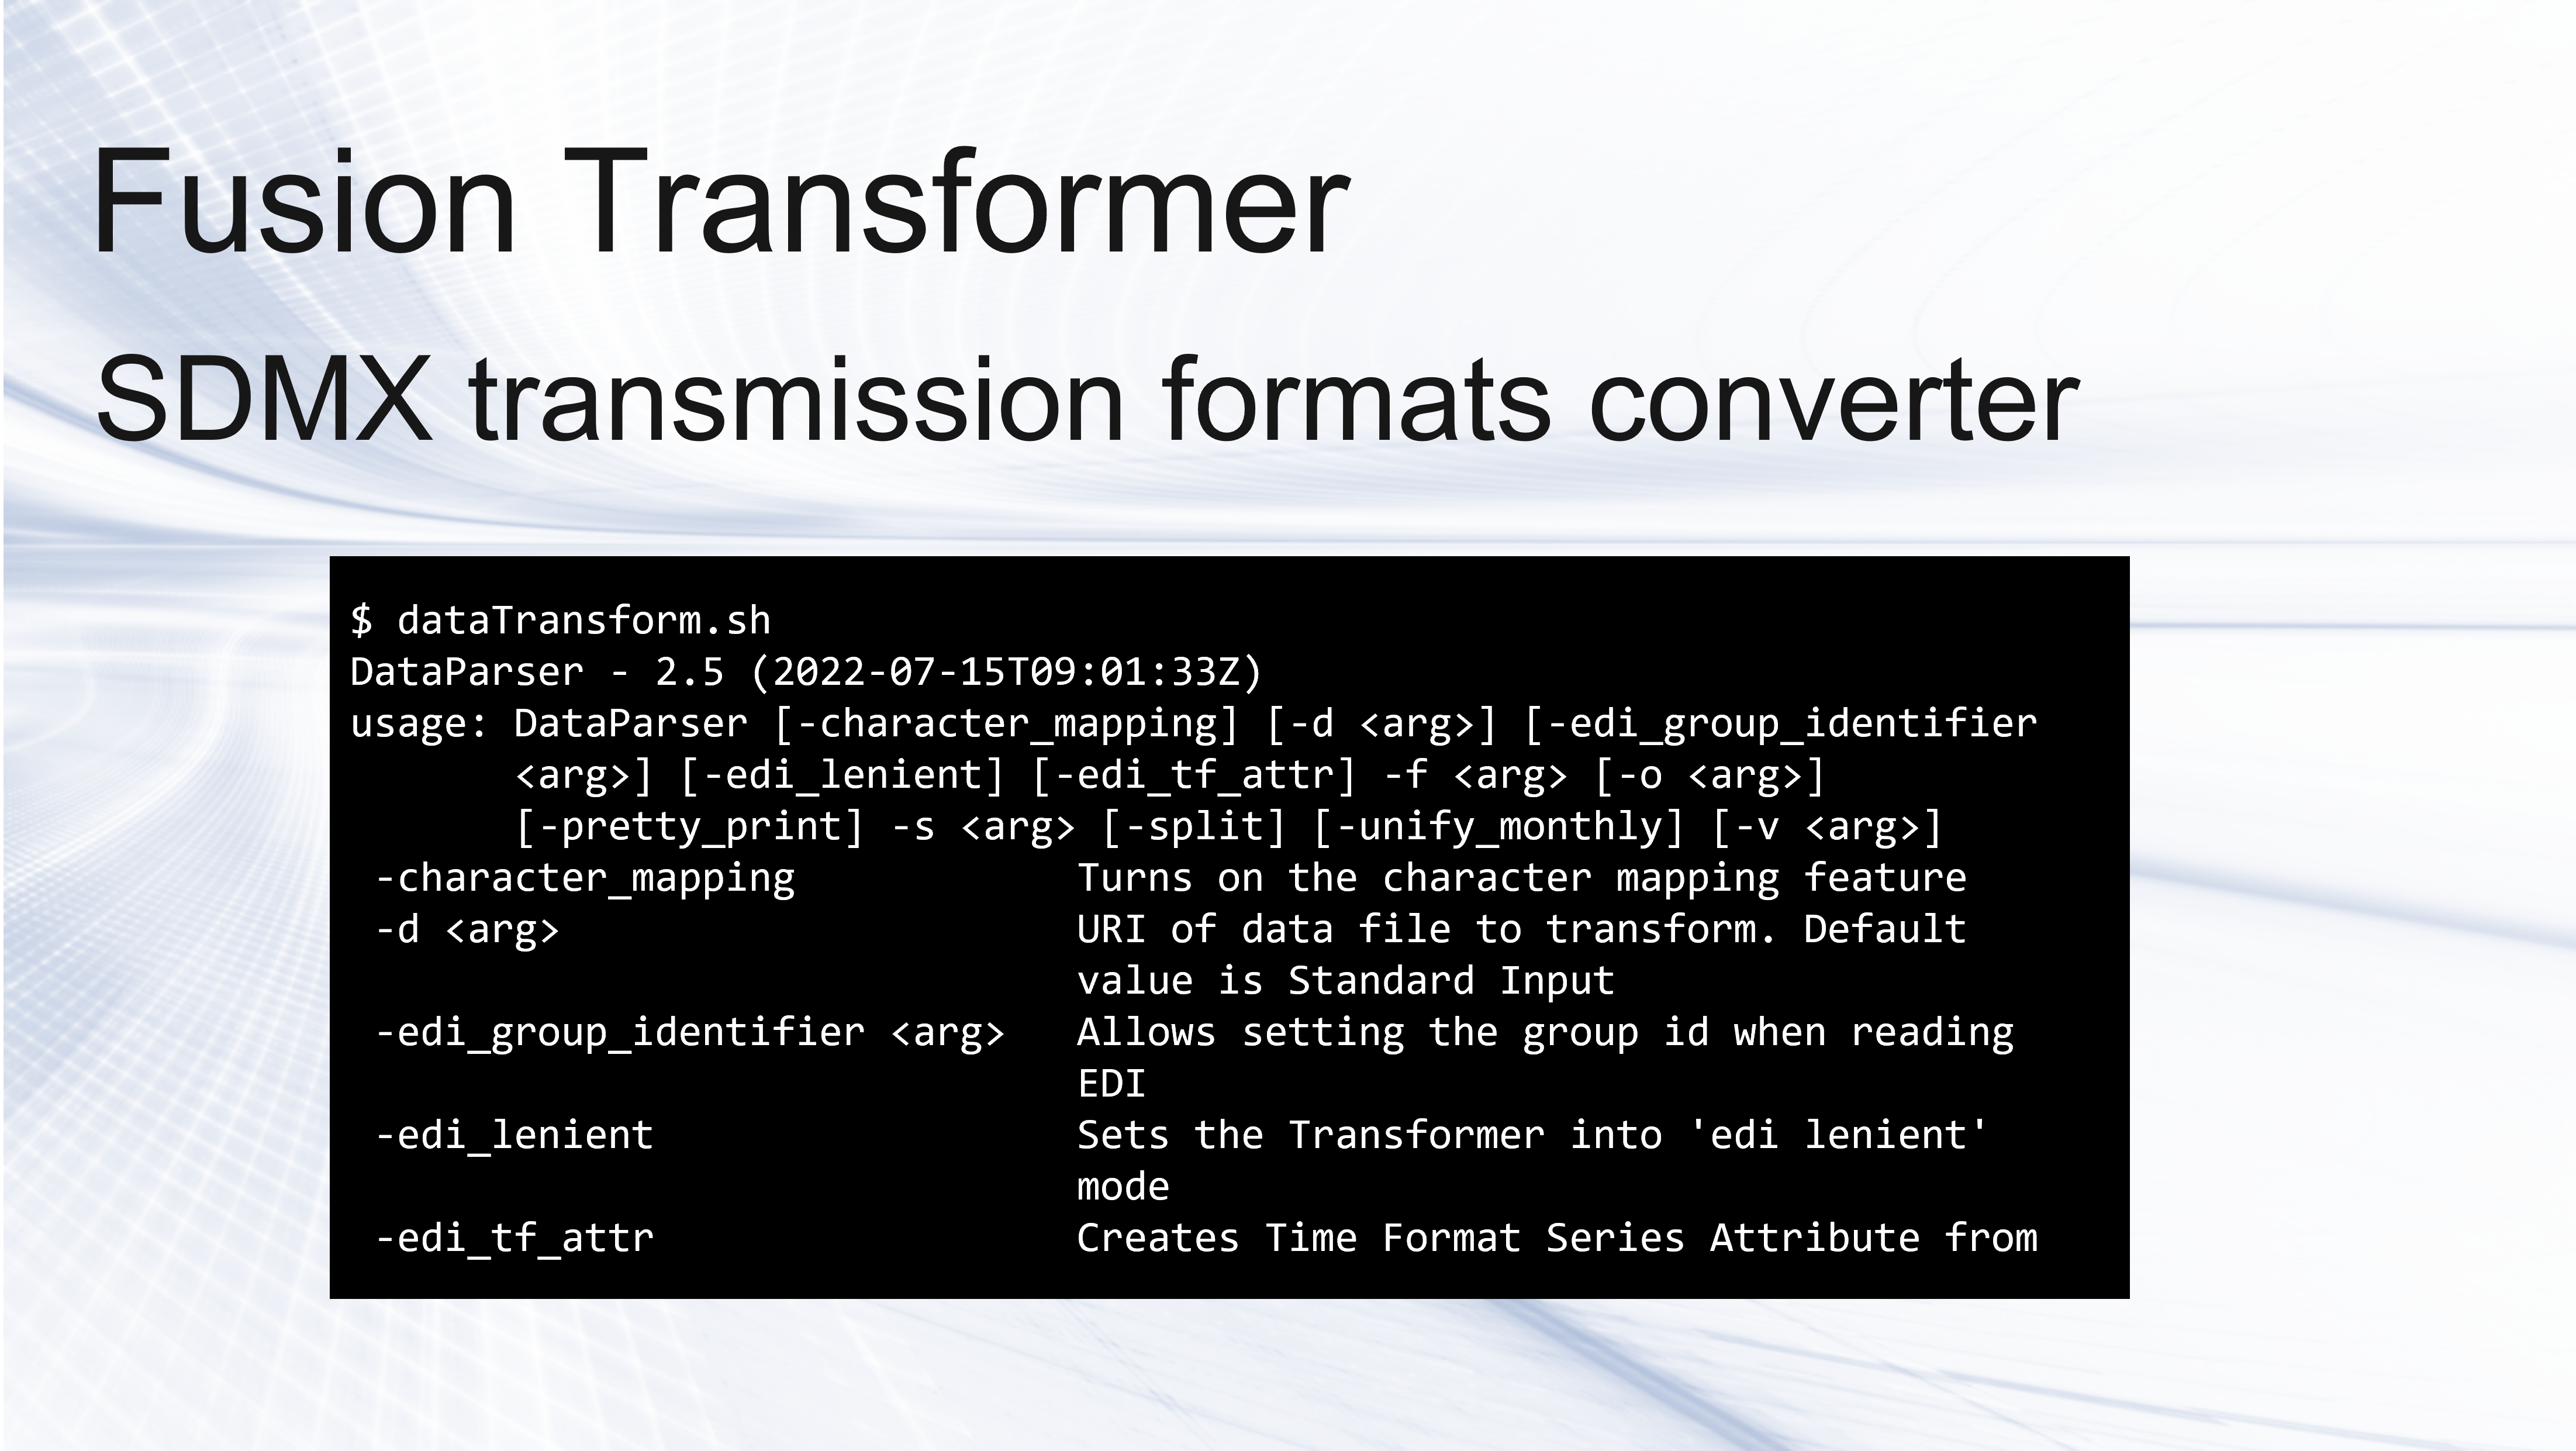 Fusion Transformer
SDMX transmission formats converter
$ dataTransform.sh
DataParser - 2.5 (2022-07-15T09:01:33Z)
usage: DataParser [-character_mapping] [-d <arg>] [-edi_group_identifier
       <arg>] [-edi_lenient] [-edi_tf_attr] -f <arg> [-o <arg>]
       [-pretty_print] -s <arg> [-split] [-unify_monthly] [-v <arg>]
 -character_mapping            Turns on the character mapping feature
 -d <arg>                      URI of data file to transform. Default
                               value is Standard Input
 -edi_group_identifier <arg>   Allows setting the group id when reading
                               EDI
 -edi_lenient                  Sets the Transformer into 'edi lenient'
                               mode
 -edi_tf_attr                  Creates Time Format Series Attribute from